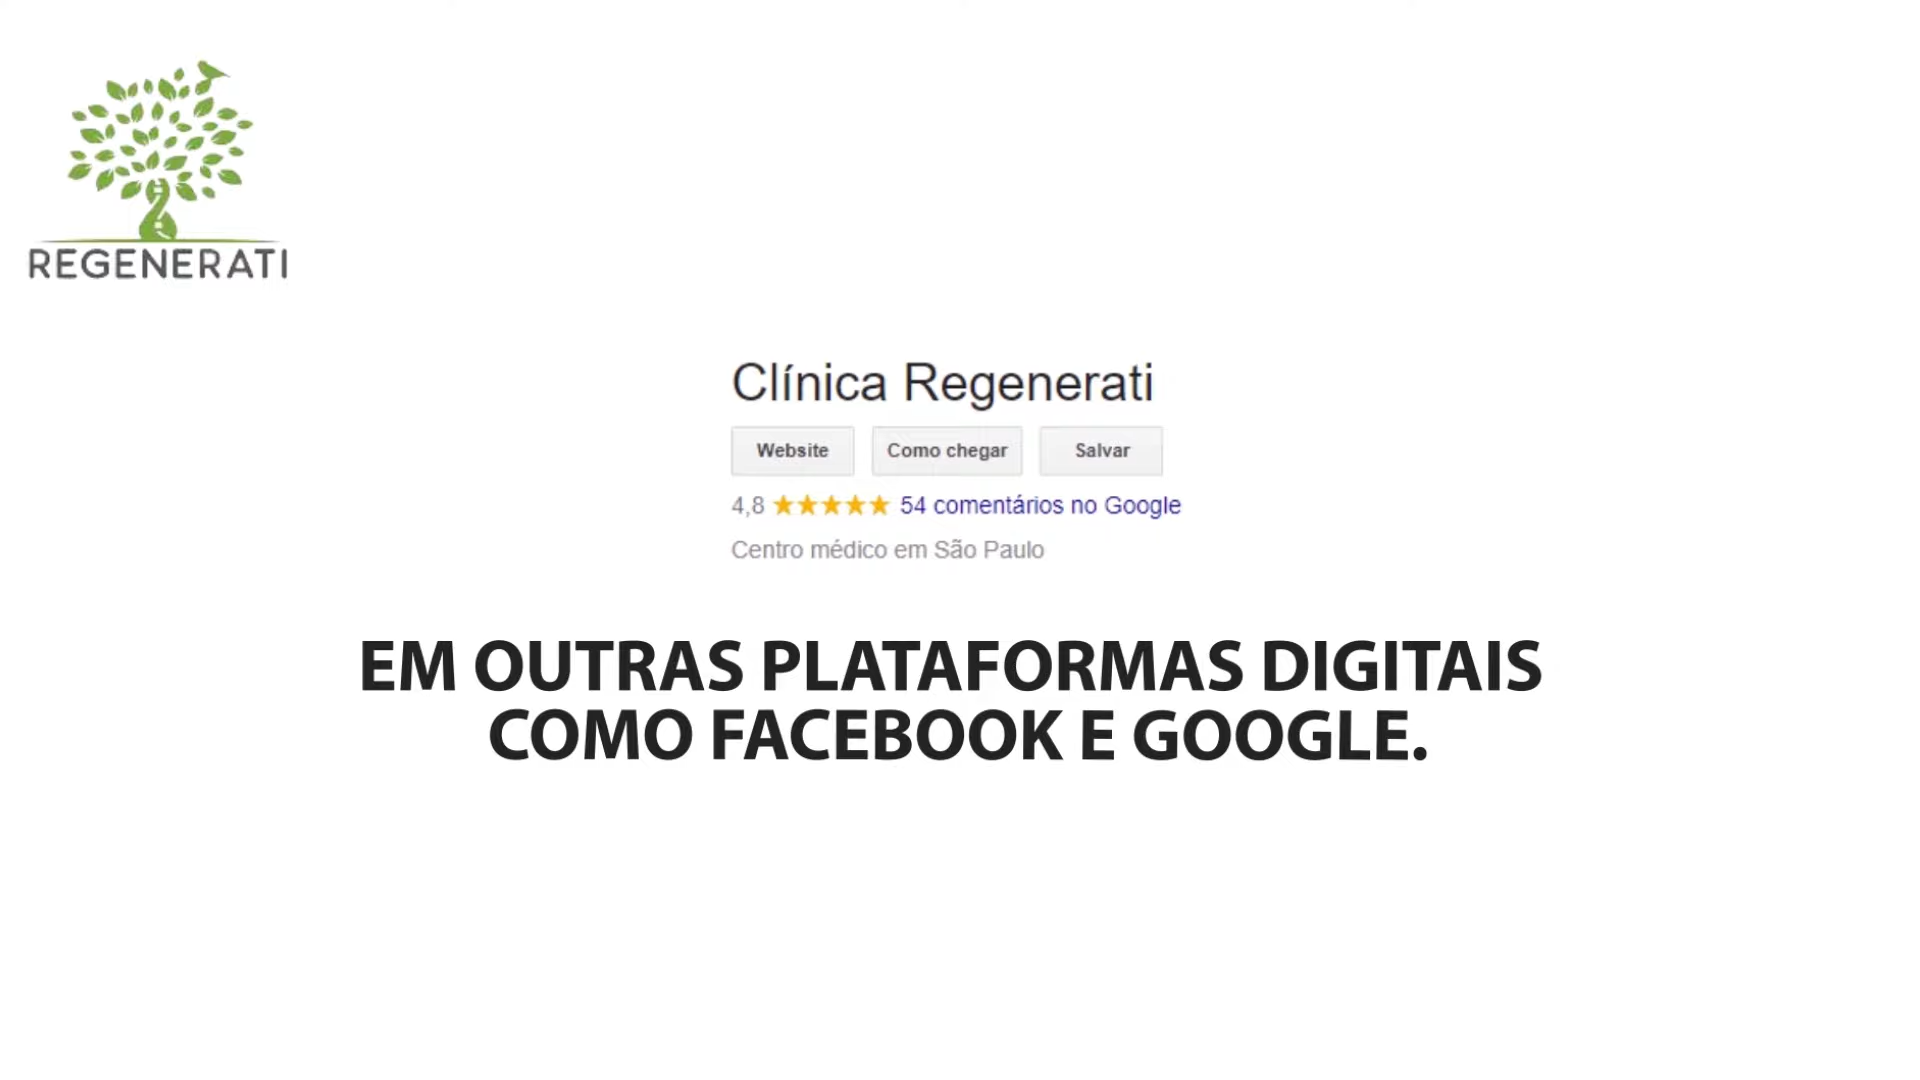 REGENERATI
Clínica Regenerati
Website Como chegar Salvar
4,8 ★★★★★ 54 comentários no Google
Centro médico em São Paulo
EM OUTRAS PLATAFORMAS DIGITAIS
COMO FACEBOOK E GOOGLE.